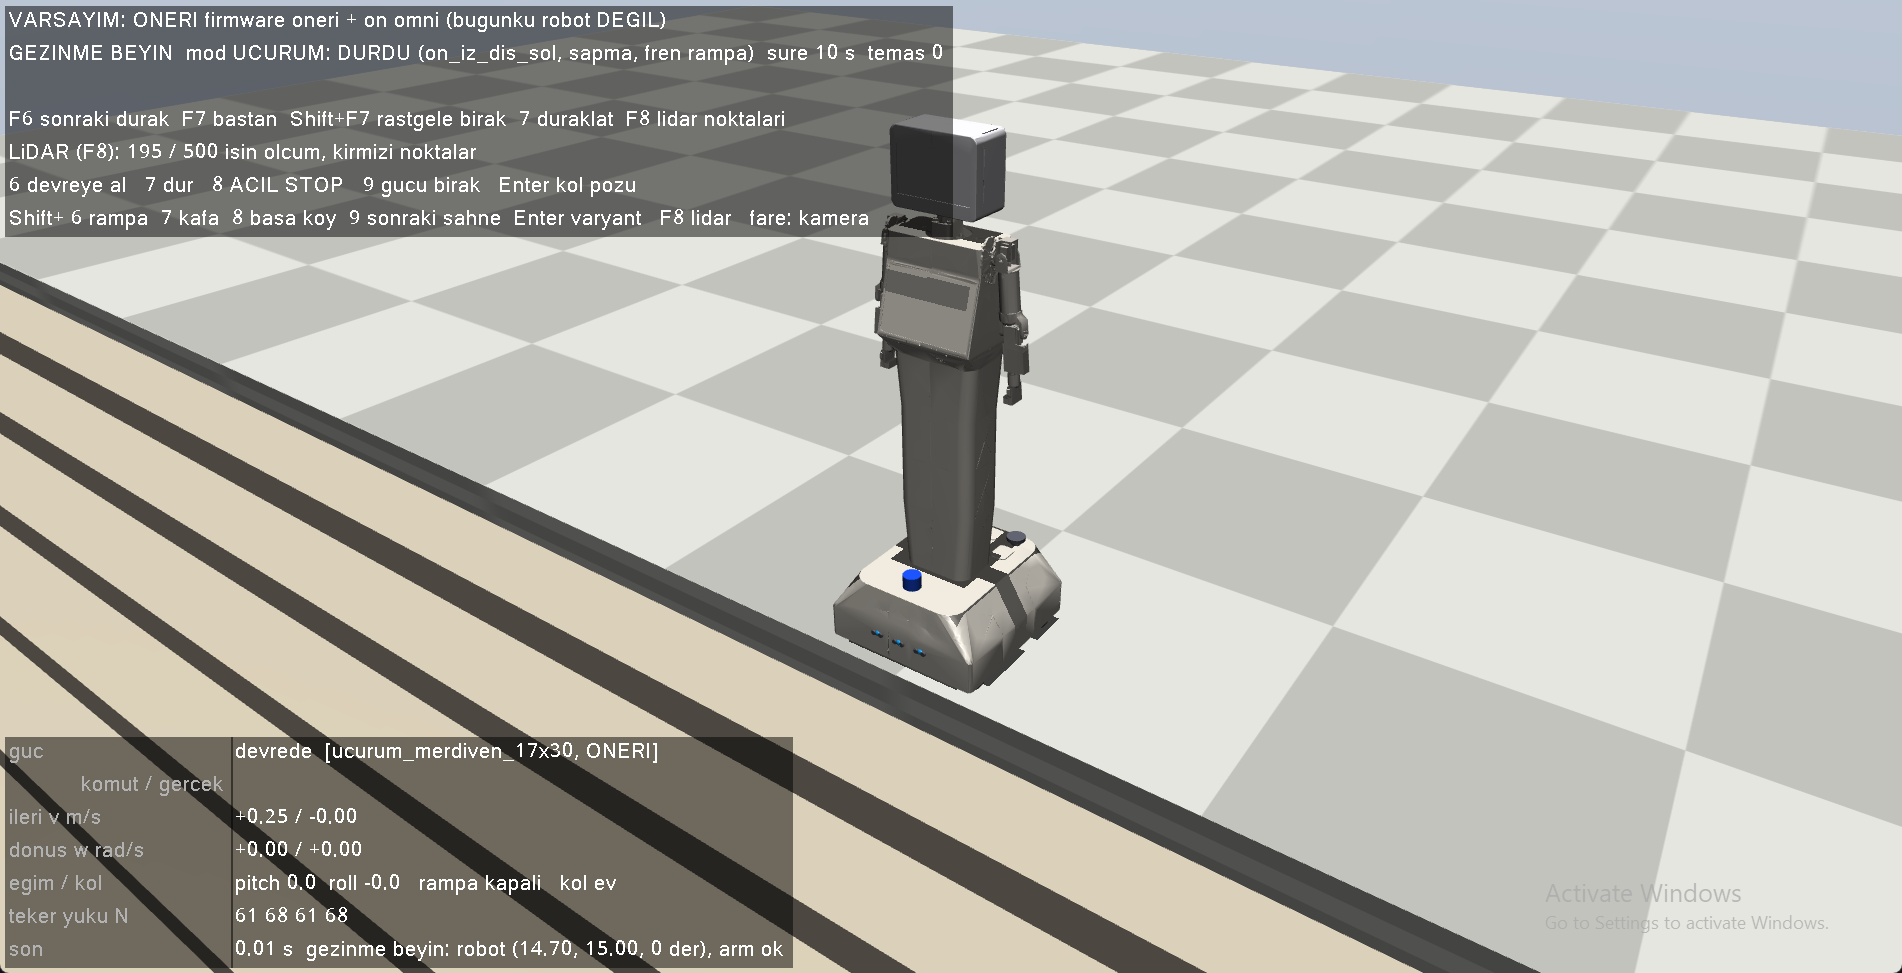 VARSAYIM: ONERI firmware oneri + on omni (bugunku robot DEGIL)
GEZINME BEYIN  mod UCURUM: DURDU (on_iz_dis_sol, sapma, fren rampa)  sure 10 s  temas 0
F6 sonraki durak  F7 bastan  Shift+F7 rastgele birak  7 duraklat  F8 lidar noktalari
LiDAR (F8): 195 / 500 isin olcum, kirmizi noktalar
6 devreye al  7 dur  8 ACIL STOP  9 gucu birak  Enter kol pozu
Shift+ 6 rampa  7 kafa  8 basa koy  9 sonraki sahne  Enter varyant  F8 lidar  fare: kamera
guc devrede  [ucurum_merdiven_17x30, ONERI]
komut / gercek
ileri v m/s +0.25 / -0.00
donus w rad/s +0.00 / +0.00
egim / kol pitch 0.0  roll -0.0  rampa kapali  kol ev
teker yuku N 61 68 61 68
son 0.01 s  gezinme beyin: robot (14.70, 15.00, 0 der), arm ok
Activate Windows
Go to Settings to activate Windows.